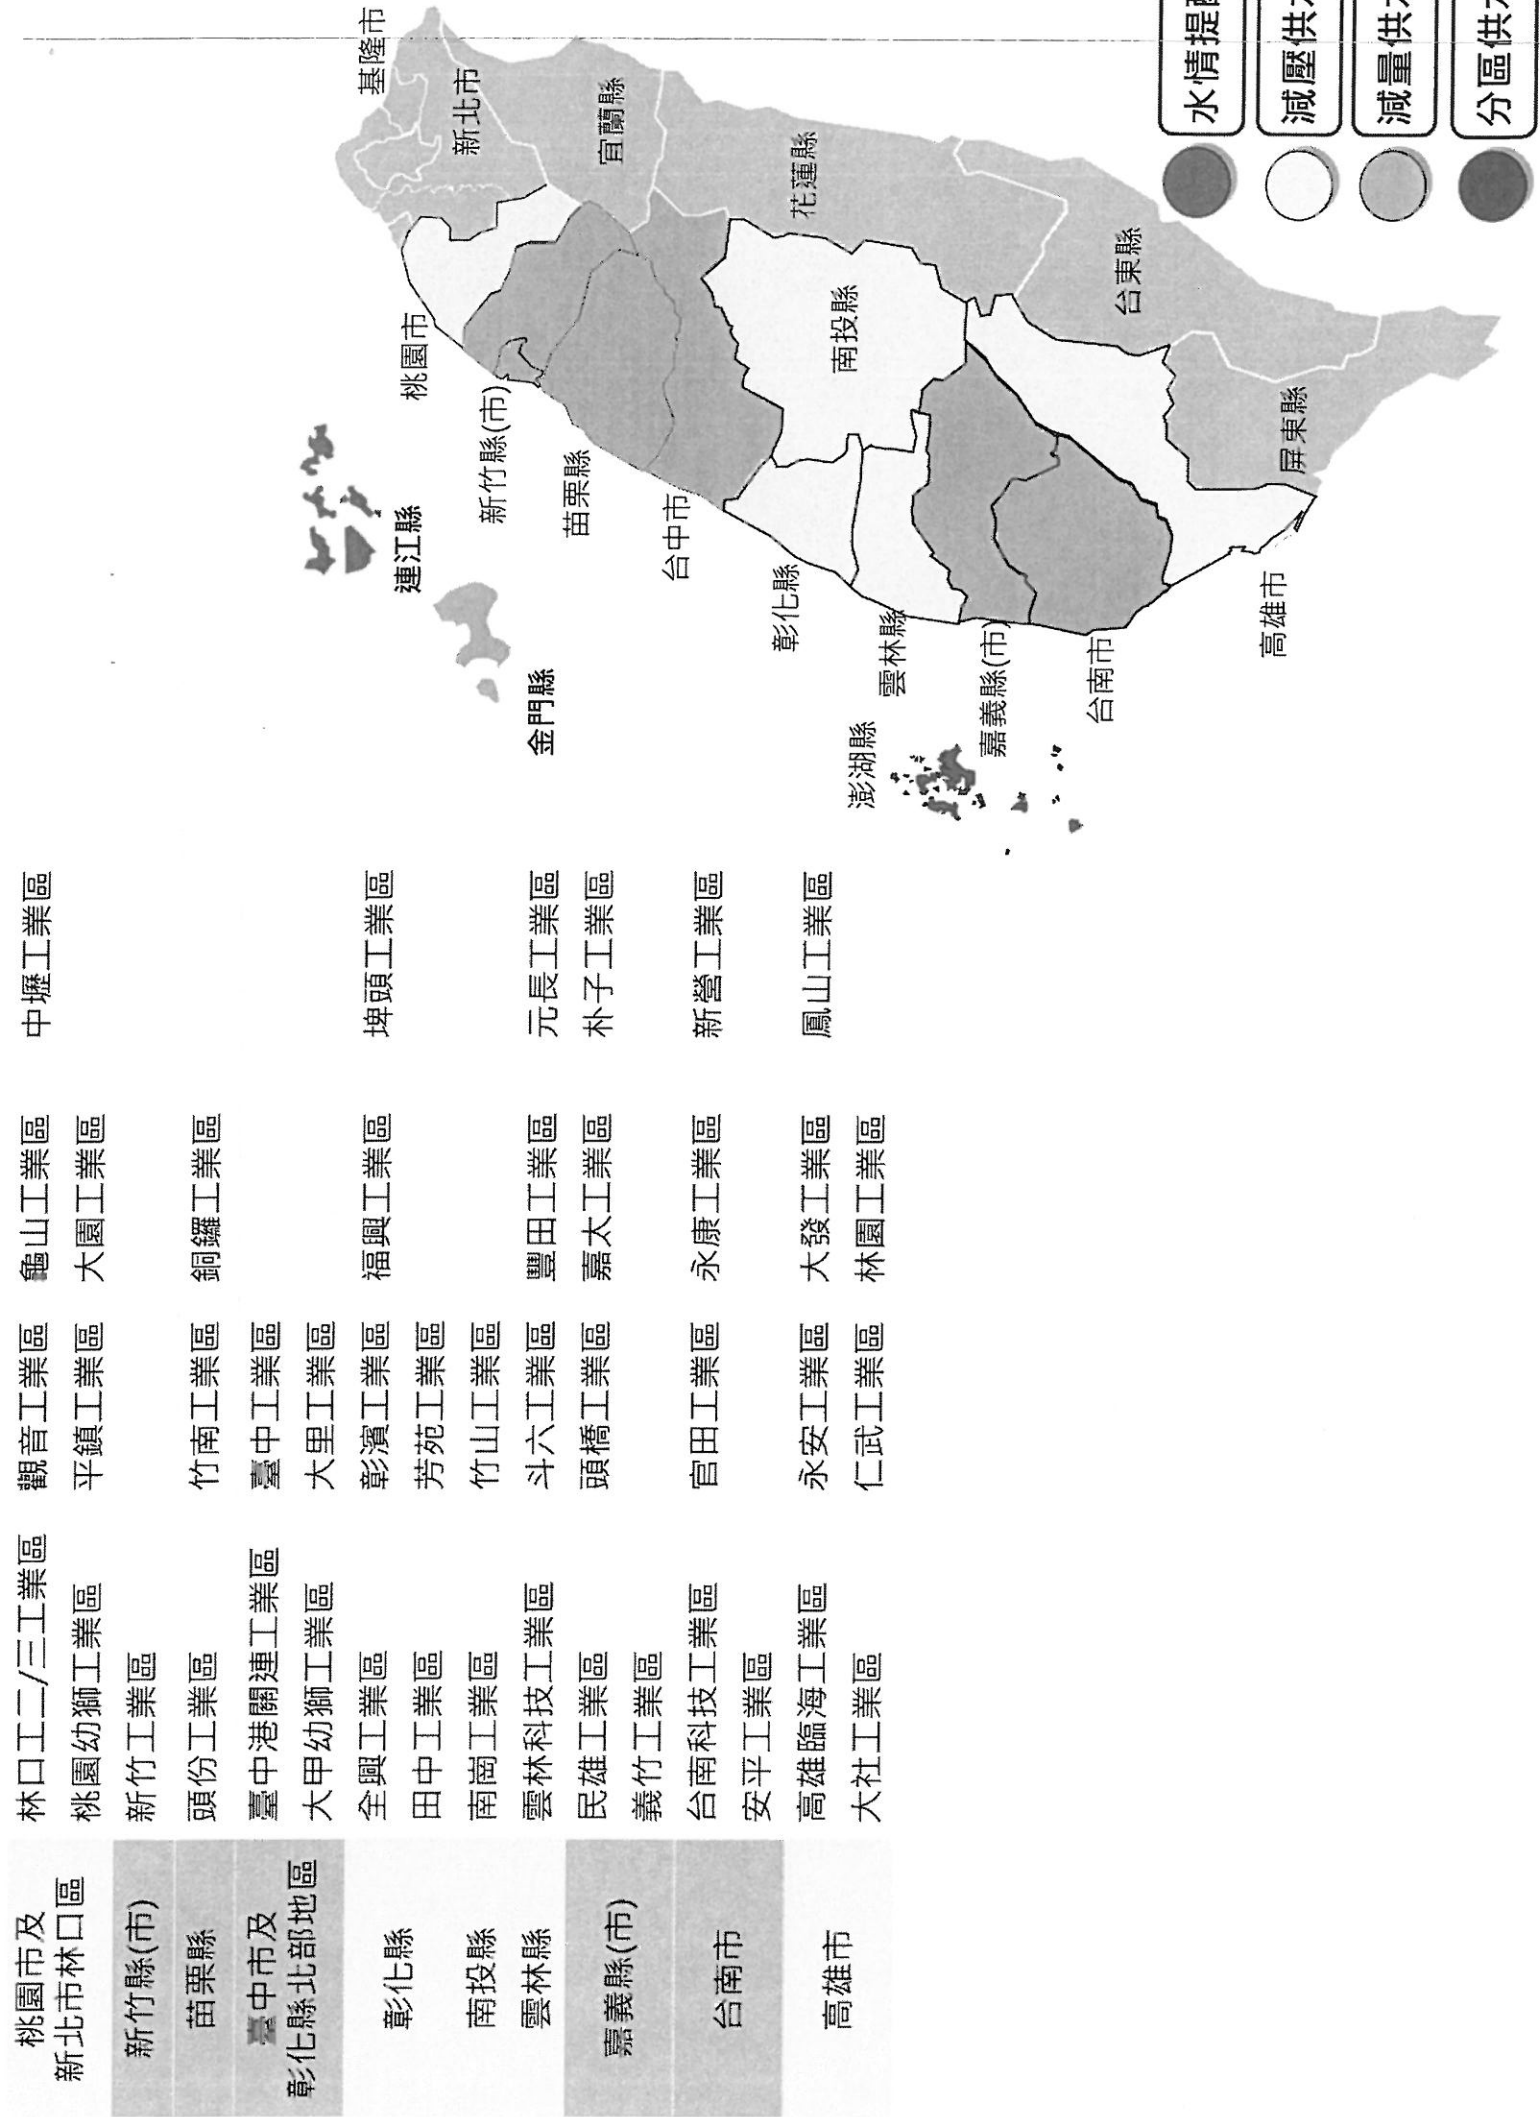 桃園市及
新北市林口區
林口工二/三工業區 觀音工業區 龜山工業區 中壢工業區
桃園幼獅工業區 平鎮工業區 大園工業區
新竹縣(市) 新竹工業區
苗栗縣 頭份工業區 竹南工業區 銅鑼工業區
臺中市及
彰化縣北部地區
臺中港關連工業區 臺中工業區
大甲幼獅工業區 大里工業區
彰化縣
全興工業區 彰濱工業區 福興工業區 埤頭工業區
田中工業區 芳苑工業區
南投縣 南崗工業區 竹山工業區
雲林縣 雲林科技工業區 斗六工業區 豐田工業區 元長工業區
嘉義縣(市)
民雄工業區 頭橋工業區 嘉太工業區 朴子工業區
義竹工業區
台南市
台南科技工業區 官田工業區 永康工業區 新營工業區
安平工業區
高雄市
高雄臨海工業區 永安工業區 大發工業區 鳳山工業區
大社工業區 仁武工業區 林園工業區
基隆市
新北市
桃園市
連江縣
宜蘭縣
新竹縣(市)
苗栗縣
金門縣
台中市
花蓮縣
彰化縣
南投縣
澎湖縣
雲林縣
嘉義縣(市)
台南市
台東縣
高雄市
屏東縣
水情提醒
減壓供水
減量供水
分區供水